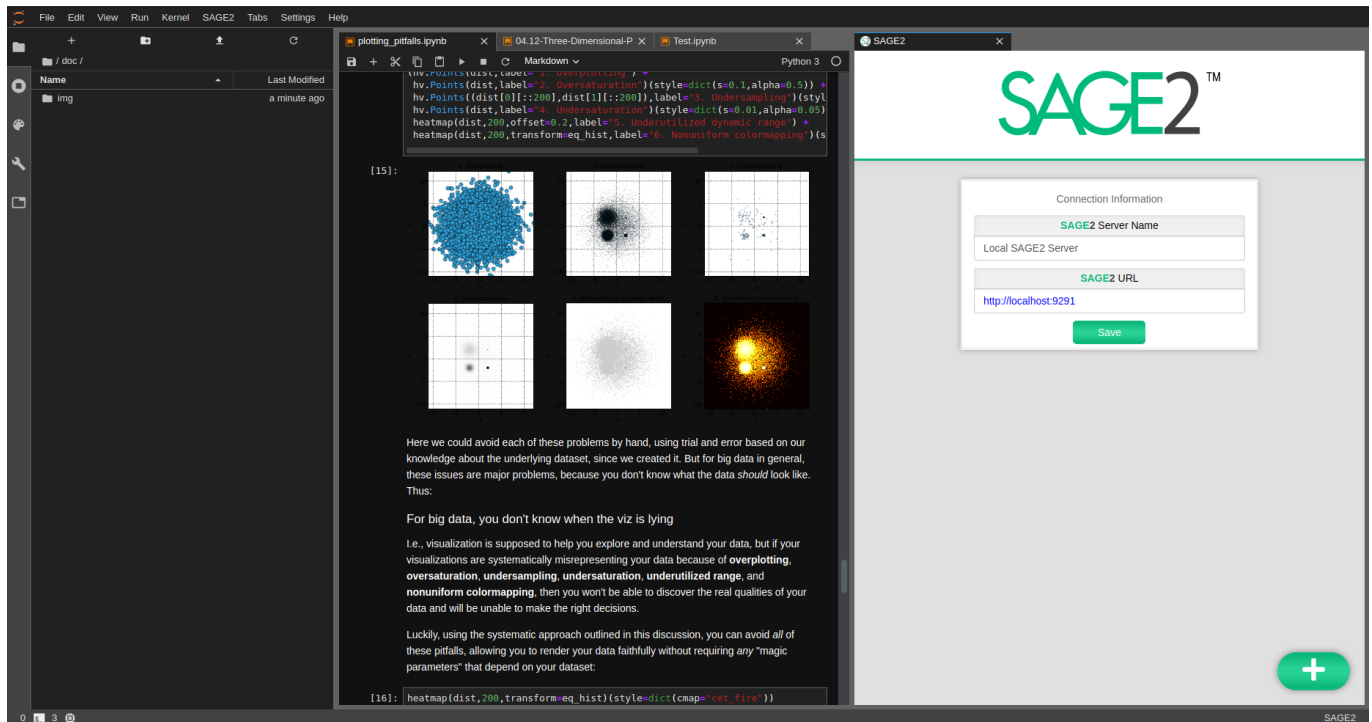 File Edit View Run Kernel SAGE2 Tabs Settings Help
/ doc /
Name Last Modified
img a minute ago
plotting_pitfalls.ipynb
04.12-Three-Dimensional-P
Test.ipynb
Markdown Python 3
(hv.Points(dist,label="1. Overplotting") +
hv.Points(dist,label="2. Oversaturation")(style=dict(s=0.1,alpha=0.5)) +
hv.Points((dist[0][::200],dist[1][::200]),label="3. Undersampling")(styl
hv.Points(dist,label="4. Undersaturation")(style=dict(s=0.01,alpha=0.05)
heatmap(dist,200,offset=0.2,label="5. Underutilized dynamic range") +
heatmap(dist,200,transform=eq_hist,label="6. Nonuniform colormapping")(s
[15]:
Here we could avoid each of these problems by hand, using trial and error based on our
knowledge about the underlying dataset, since we created it. But for big data in general,
these issues are major problems, because you don't know what the data should look like.
Thus:
For big data, you don't know when the viz is lying
I.e., visualization is supposed to help you explore and understand your data, but if your
visualizations are systematically misrepresenting your data because of overplotting,
oversaturation, undersampling, undersaturation, underutilized range, and
nonuniform colormapping, then you won't be able to discover the real qualities of your
data and will be unable to make the right decisions.
Luckily, using the systematic approach outlined in this discussion, you can avoid all of
these pitfalls, allowing you to render your data faithfully without requiring any "magic
parameters" that depend on your dataset:
[16]: heatmap(dist,200,transform=eq_hist)(style=dict(cmap="cet_fire"))
SAGE2
SAGE2 ™
Connection Information
SAGE2 Server Name
Local SAGE2 Server
SAGE2 URL
http://localhost:9291
Save
0 3
SAGE2